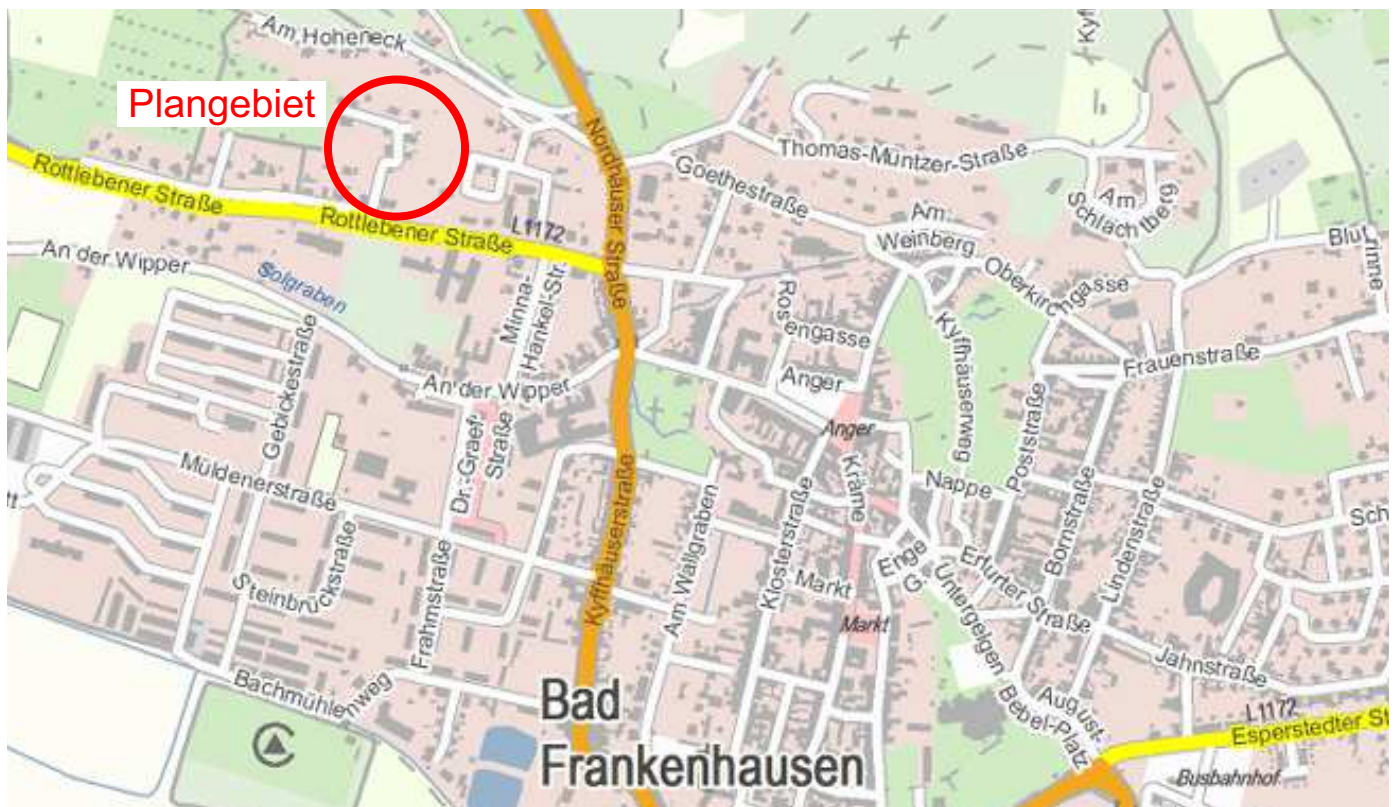 Am Hoheneck
Plangebiet
Rottlebener Straße
Rottlebener Straße
L1172
Nordhäuser Straße
Thomas-Müntzer-Straße
Goethestraße
Am
Schlachtberg
Am
Weinberg
Oberkirchgasse
Blutrinne
An der Wipper
Solgraben
Minna-
Hankel-Str.
Rosengasse
Kyffhäuserweg
Frauenstraße
An der Wipper
Anger
Anger
Gebickestraße
Dr.-Graef-
Straße
Müldenerstraße
Kyffhäuserstraße
Kräme
Nappe
Poststraße
Bornstraße
Lindenstraße
Sch
Am Wallgraben
Klosterstraße
Steinbrückstraße
Frahmstraße
Markt
Markt
Enge
G.
Erfurter Straße
Untergeigen
Jahnstraße
Bachmühlenweg
Bad
Frankenhausen
August-
Bebel-Platz
L1172
Esperstedter St
Busbahnhof